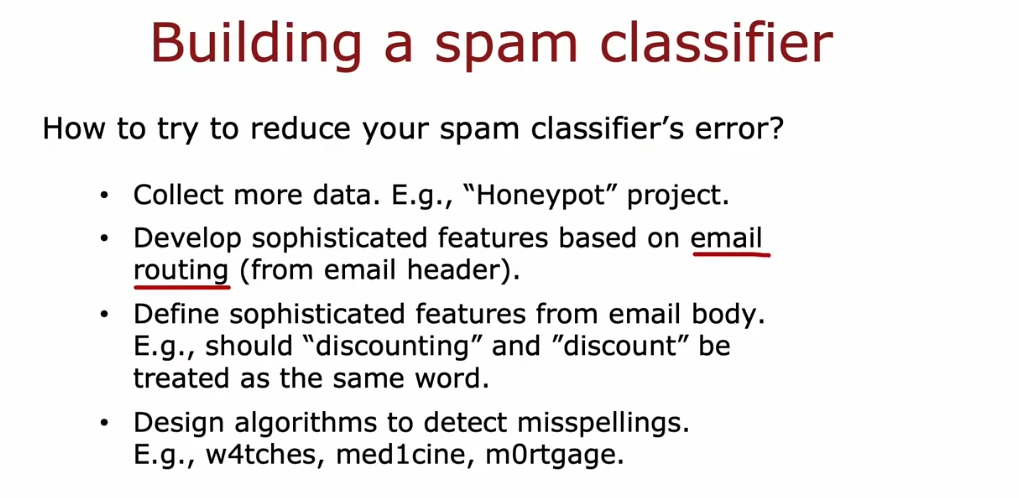 Building a spam classifier
How to try to reduce your spam classifier’s error?
• Collect more data. E.g., “Honeypot” project.
• Develop sophisticated features based on email
routing (from email header).
• Define sophisticated features from email body.
E.g., should “discounting” and ”discount” be
treated as the same word.
• Design algorithms to detect misspellings.
E.g., w4tches, med1cine, m0rtgage.